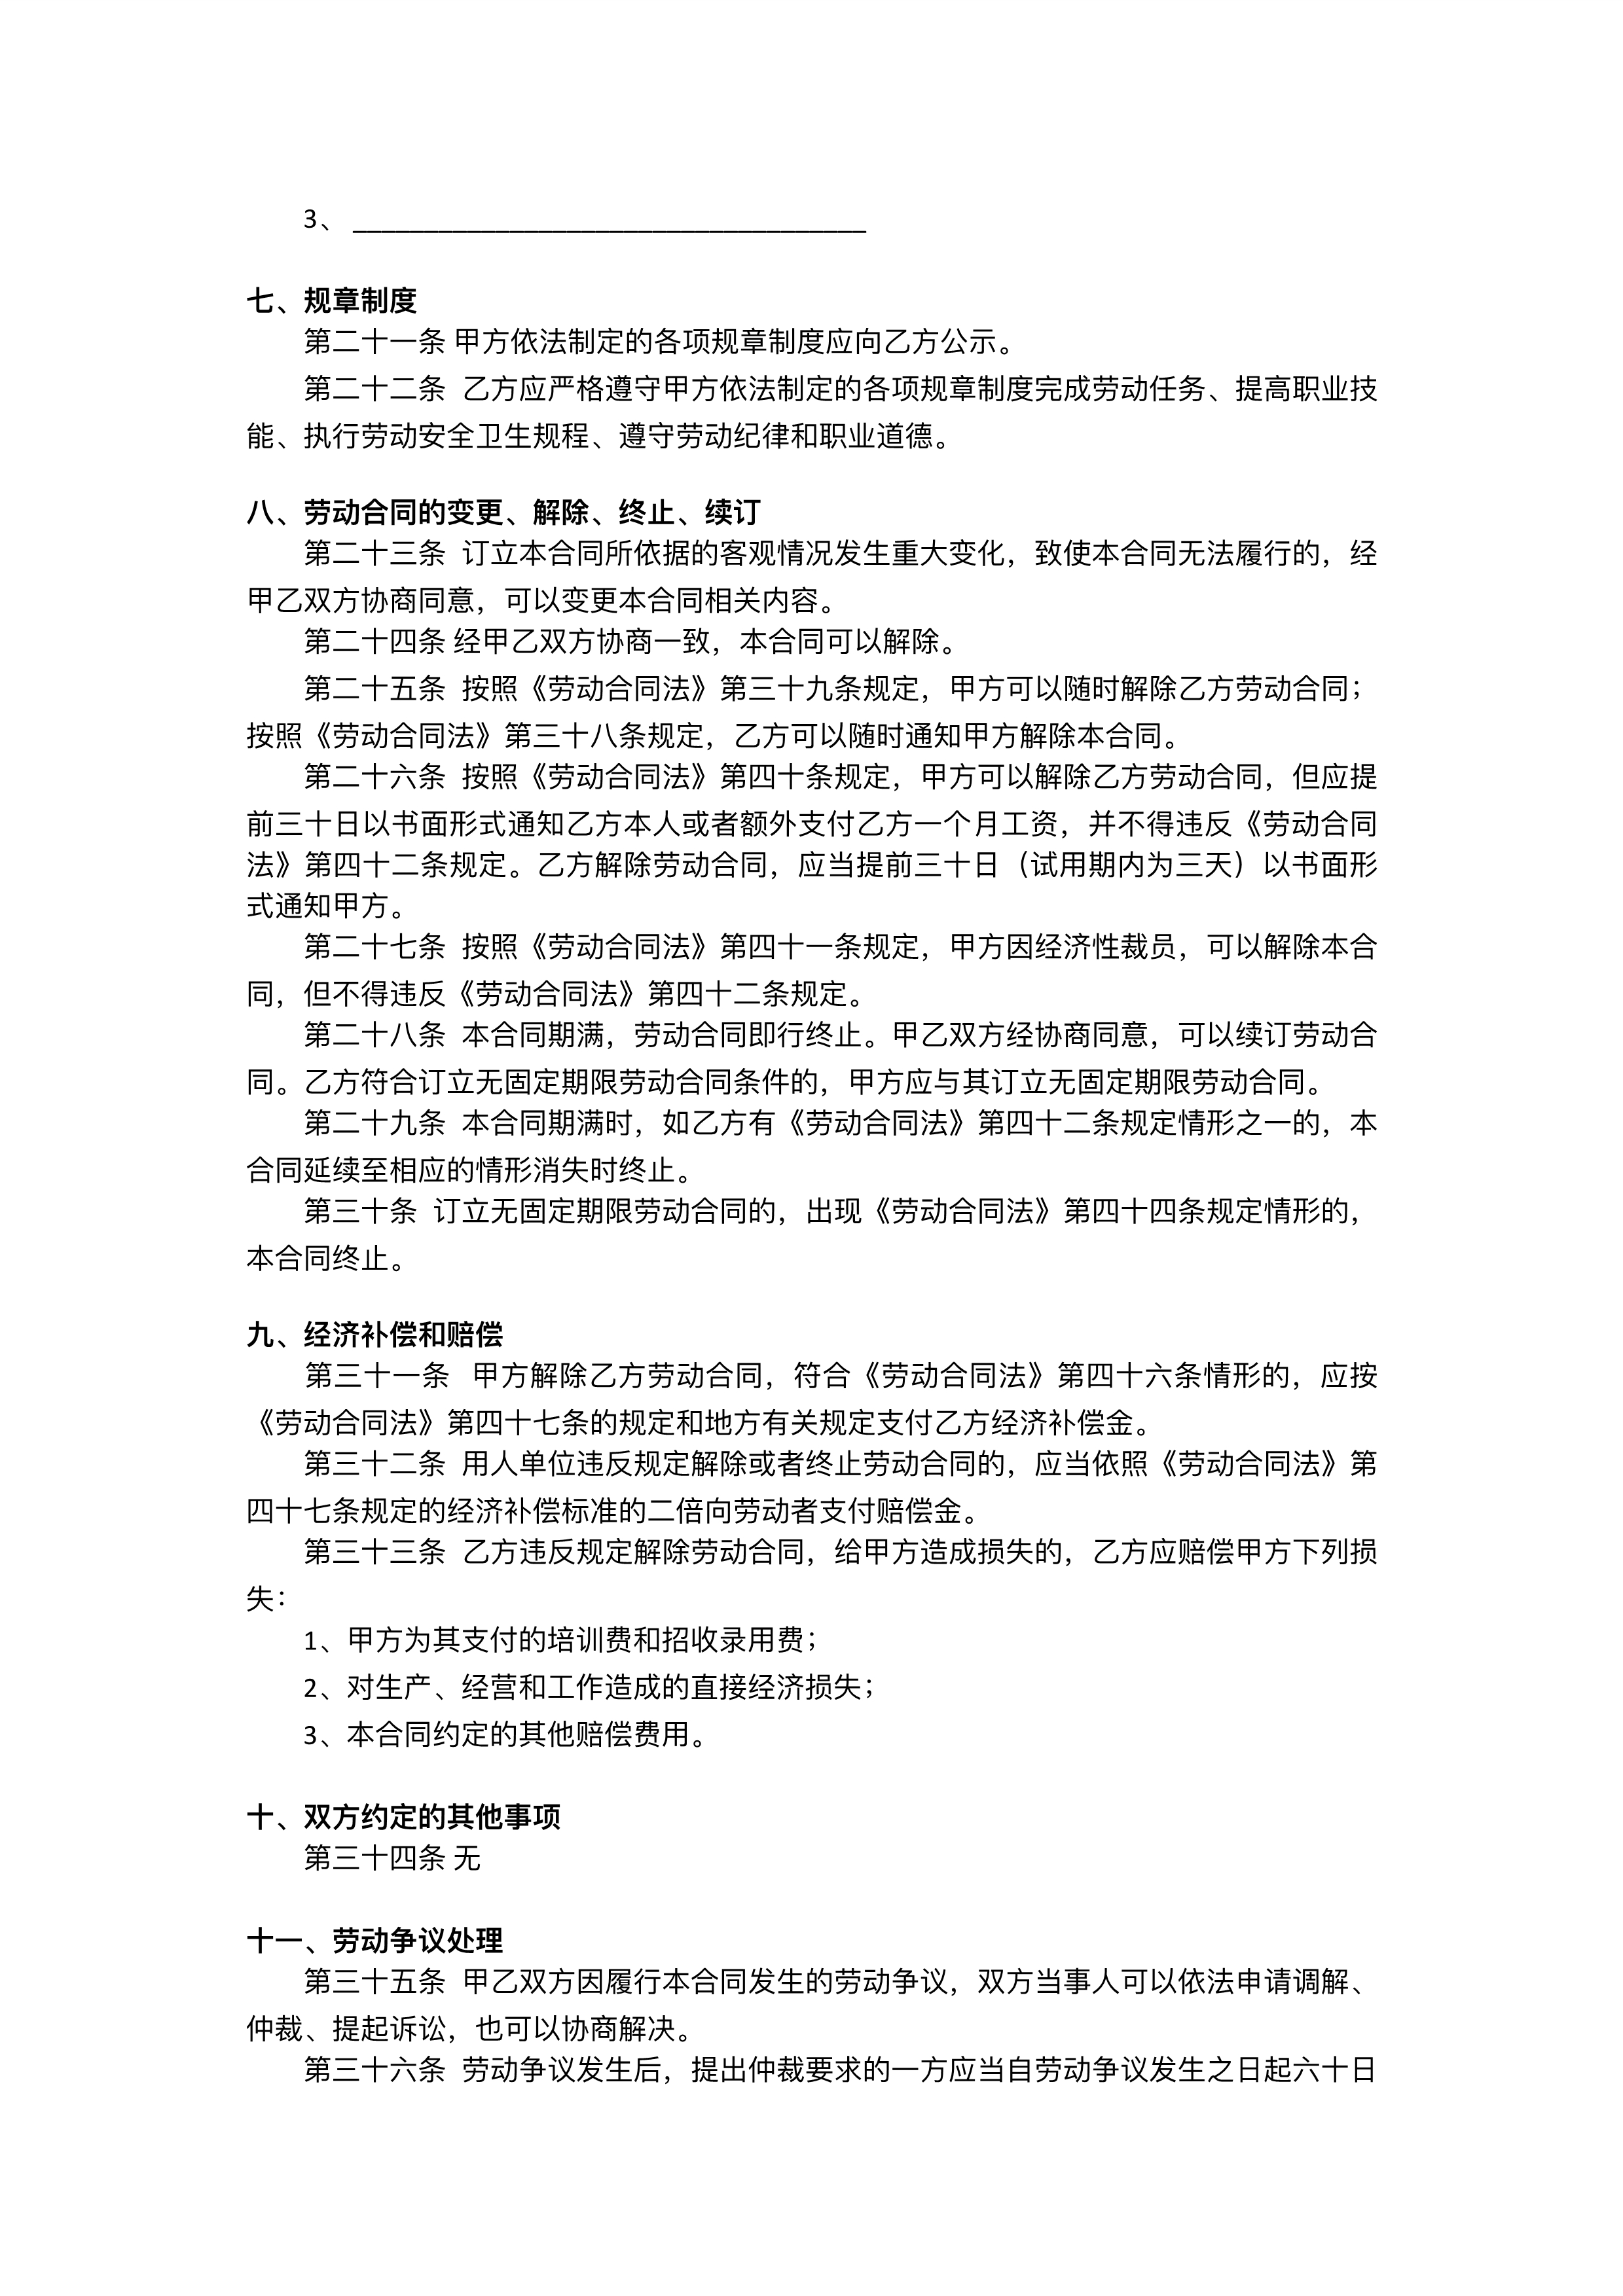 3、 ____________________________________
七、规章制度
第二十一条 甲方依法制定的各项规章制度应向乙方公示。
第二十二条 乙方应严格遵守甲方依法制定的各项规章制度完成劳动任务、提高职业技
能、执行劳动安全卫生规程、遵守劳动纪律和职业道德。
八、劳动合同的变更、解除、终止、续订
第二十三条 订立本合同所依据的客观情况发生重大变化，致使本合同无法履行的，经
甲乙双方协商同意，可以变更本合同相关内容。
第二十四条 经甲乙双方协商一致，本合同可以解除。
第二十五条 按照《劳动合同法》第三十九条规定，甲方可以随时解除乙方劳动合同；
按照《劳动合同法》第三十八条规定，乙方可以随时通知甲方解除本合同。
第二十六条 按照《劳动合同法》第四十条规定，甲方可以解除乙方劳动合同，但应提
前三十日以书面形式通知乙方本人或者额外支付乙方一个月工资，并不得违反《劳动合同
法》第四十二条规定。乙方解除劳动合同，应当提前三十日（试用期内为三天）以书面形
式通知甲方。
第二十七条 按照《劳动合同法》第四十一条规定，甲方因经济性裁员，可以解除本合
同，但不得违反《劳动合同法》第四十二条规定。
第二十八条 本合同期满，劳动合同即行终止。甲乙双方经协商同意，可以续订劳动合
同。乙方符合订立无固定期限劳动合同条件的，甲方应与其订立无固定期限劳动合同。
第二十九条 本合同期满时，如乙方有《劳动合同法》第四十二条规定情形之一的，本
合同延续至相应的情形消失时终止。
第三十条 订立无固定期限劳动合同的，出现《劳动合同法》第四十四条规定情形的，
本合同终止。
九、经济补偿和赔偿
第三十一条 甲方解除乙方劳动合同，符合《劳动合同法》第四十六条情形的，应按
《劳动合同法》第四十七条的规定和地方有关规定支付乙方经济补偿金。
第三十二条 用人单位违反规定解除或者终止劳动合同的，应当依照《劳动合同法》第
四十七条规定的经济补偿标准的二倍向劳动者支付赔偿金。
第三十三条 乙方违反规定解除劳动合同，给甲方造成损失的，乙方应赔偿甲方下列损
失：
1、甲方为其支付的培训费和招收录用费；
2、对生产、经营和工作造成的直接经济损失；
3、本合同约定的其他赔偿费用。
十、双方约定的其他事项
第三十四条 无
十一、劳动争议处理
第三十五条 甲乙双方因履行本合同发生的劳动争议，双方当事人可以依法申请调解、
仲裁、提起诉讼，也可以协商解决。
第三十六条 劳动争议发生后，提出仲裁要求的一方应当自劳动争议发生之日起六十日